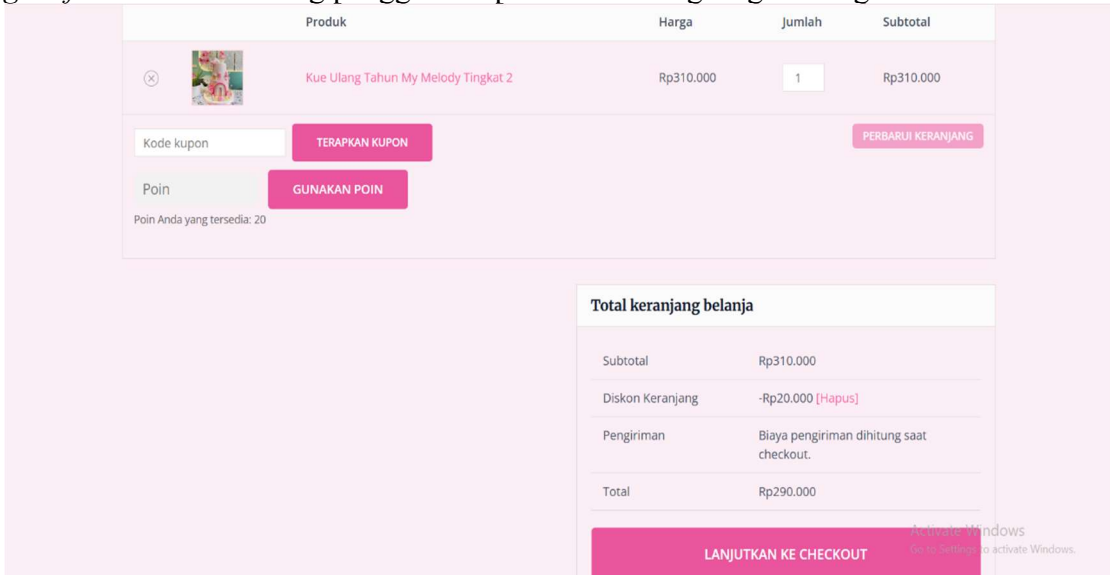 Produk Harga Jumlah Subtotal
Kue Ulang Tahun My Melody Tingkat 2 Rp310.000 1 Rp310.000
Kode kupon TERAPKAN KUPON PERBARUI KERANJANG
Poin GUNAKAN POIN
Poin Anda yang tersedia: 20
Total keranjang belanja
Subtotal Rp310.000
Diskon Keranjang -Rp20.000 [Hapus]
Pengiriman Biaya pengiriman dihitung saat
checkout.
Total Rp290.000
LANJUTKAN KE CHECKOUT
Activate Windows
Go to Settings to activate Windows.